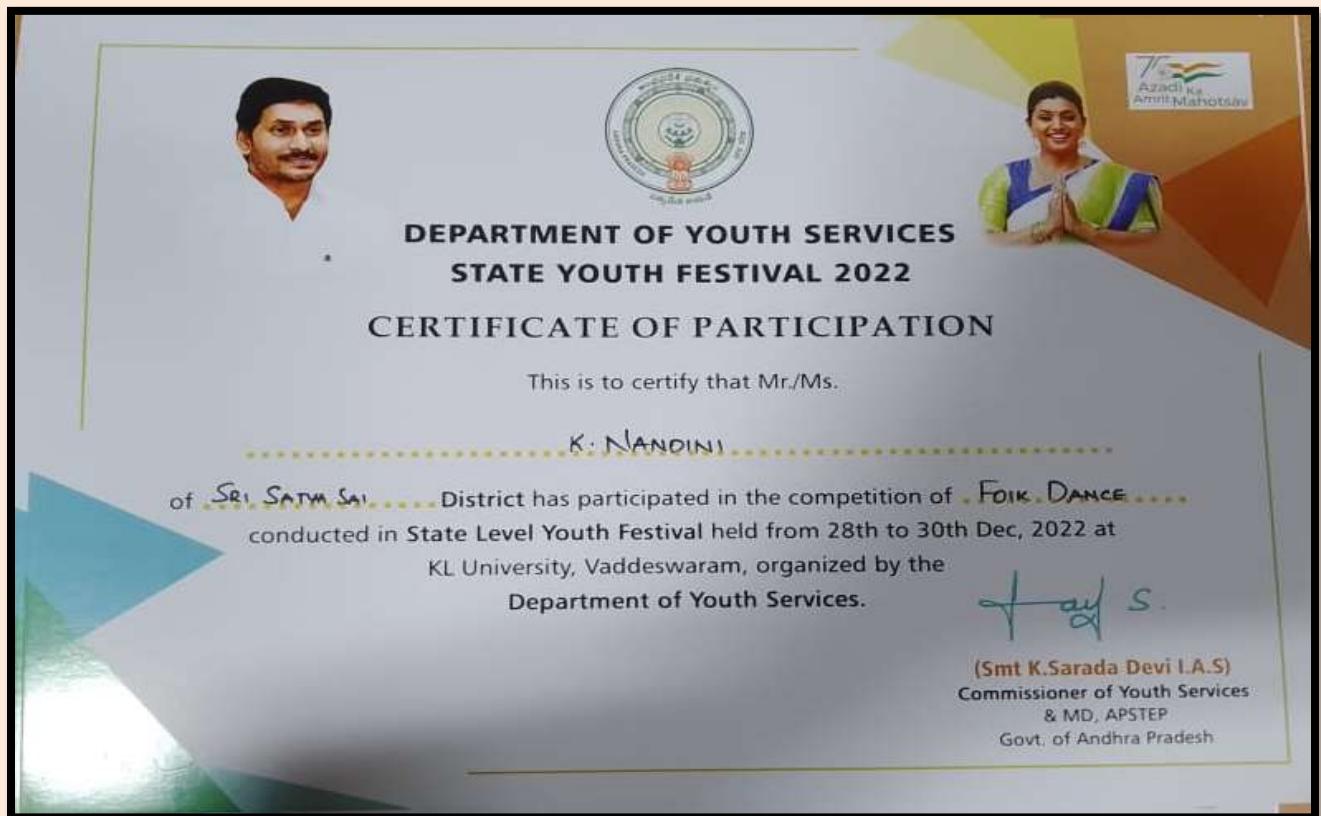 75
Azadi Ka
Amrit Mahotsav
DEPARTMENT OF YOUTH SERVICES
STATE YOUTH FESTIVAL 2022
CERTIFICATE OF PARTICIPATION
This is to certify that Mr./Ms.
K. NANDINI
of SRI SATYA SAI District has participated in the competition of FOlK DANCE
conducted in State Level Youth Festival held from 28th to 30th Dec, 2022 at
KL University, Vaddeswaram, organized by the
Department of Youth Services.
(Smt K.Sarada Devi I.A.S)
Commissioner of Youth Services
& MD, APSTEP
Govt. of Andhra Pradesh